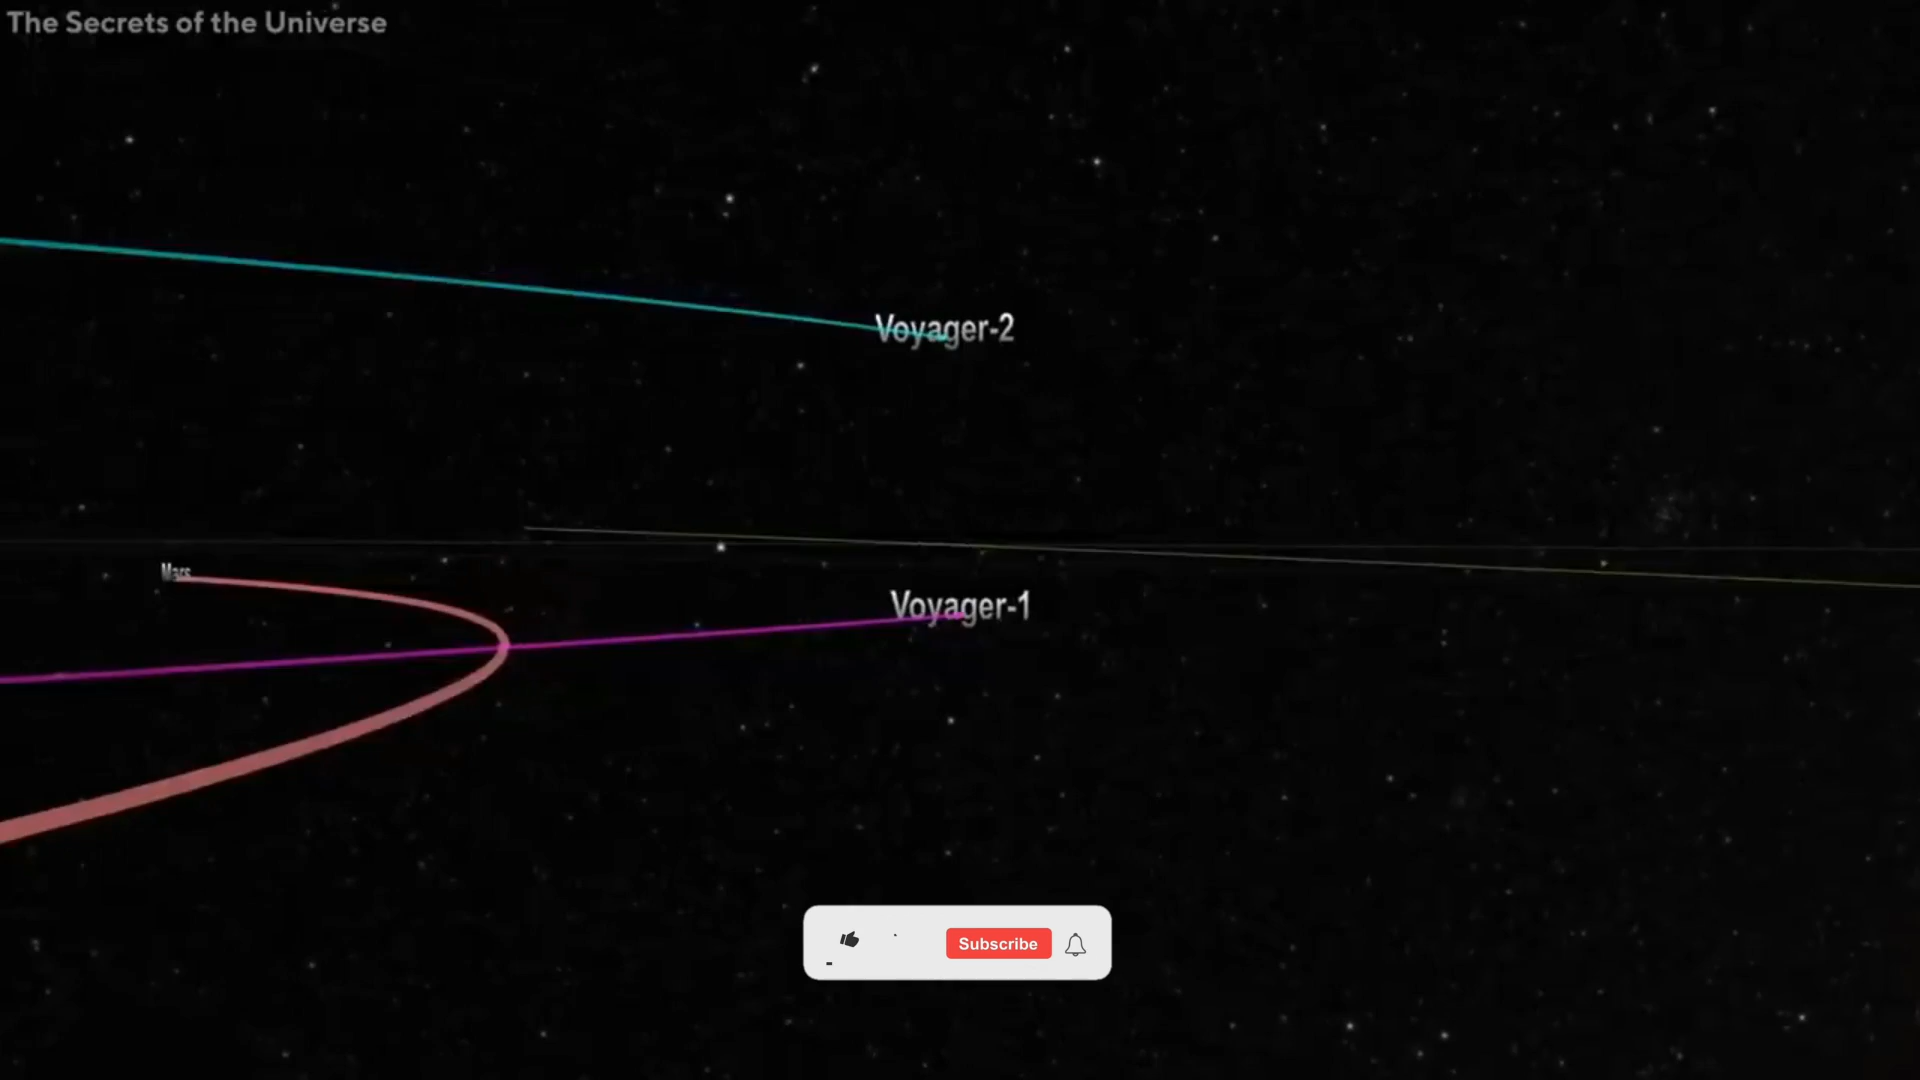 The Secrets of the Universe
Voyager-2
Mars
Voyager-1
Subscribe